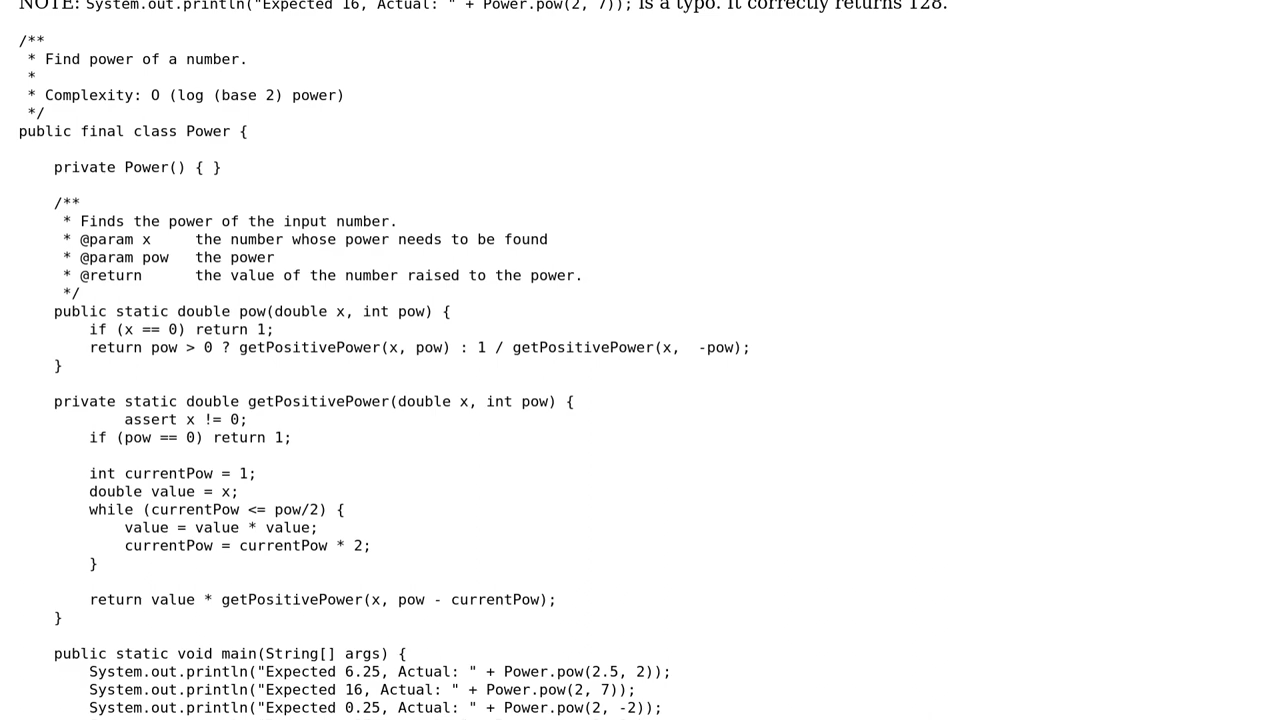 NOTE: System.out.println("Expected 16, Actual: " + Power.pow(2, 7)); is a typo. It correctly returns 128.
/**
 * Find power of a number.
 *
 * Complexity: O (log (base 2) power)
 */
public final class Power {
    private Power() { }
    /**
     * Finds the power of the input number.
     * @param x     the number whose power needs to be found
     * @param pow   the power
     * @return      the value of the number raised to the power.
     */
    public static double pow(double x, int pow) {
        if (x == 0) return 1;
        return pow > 0 ? getPositivePower(x, pow) : 1 / getPositivePower(x,  -pow);
    }
    private static double getPositivePower(double x, int pow) {
            assert x != 0;
        if (pow == 0) return 1;
        int currentPow = 1;
        double value = x;
        while (currentPow <= pow/2) {
            value = value * value;
            currentPow = currentPow * 2;
        }
        return value * getPositivePower(x, pow - currentPow);
    }
    public static void main(String[] args) {
        System.out.println("Expected 6.25, Actual: " + Power.pow(2.5, 2));
        System.out.println("Expected 16, Actual: " + Power.pow(2, 7));
        System.out.println("Expected 0.25, Actual: " + Power.pow(2, -2));